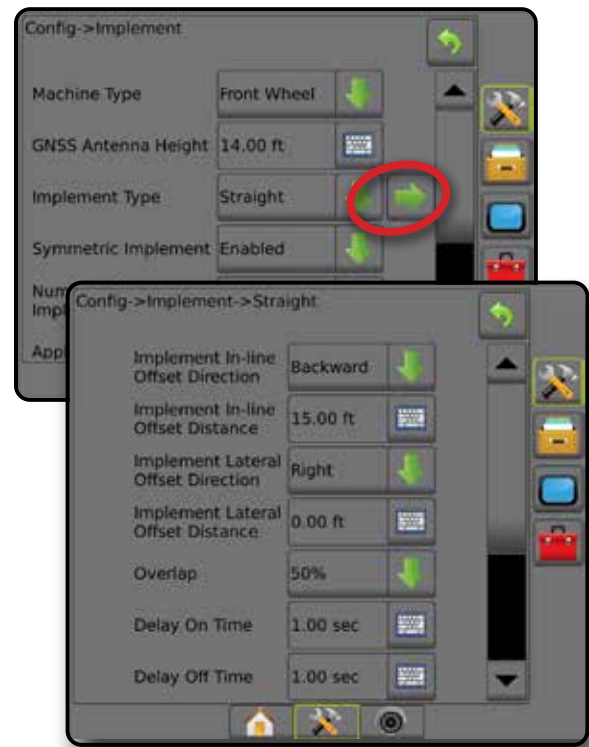 Config->Implement
Machine Type Front Wheel
GNSS Antenna Height 14.00 ft
Implement Type Straight
Symmetric Implement Enabled
Num
Impl
Appl
Config->Implement->Straight
Implement In-line
Offset Direction
Backward
Implement In-line
Offset Distance
15.00 ft
Implement Lateral
Offset Direction
Right
Implement Lateral
Offset Distance
0.00 ft
Overlap 50%
Delay On Time 1.00 sec
Delay Off Time 1.00 sec